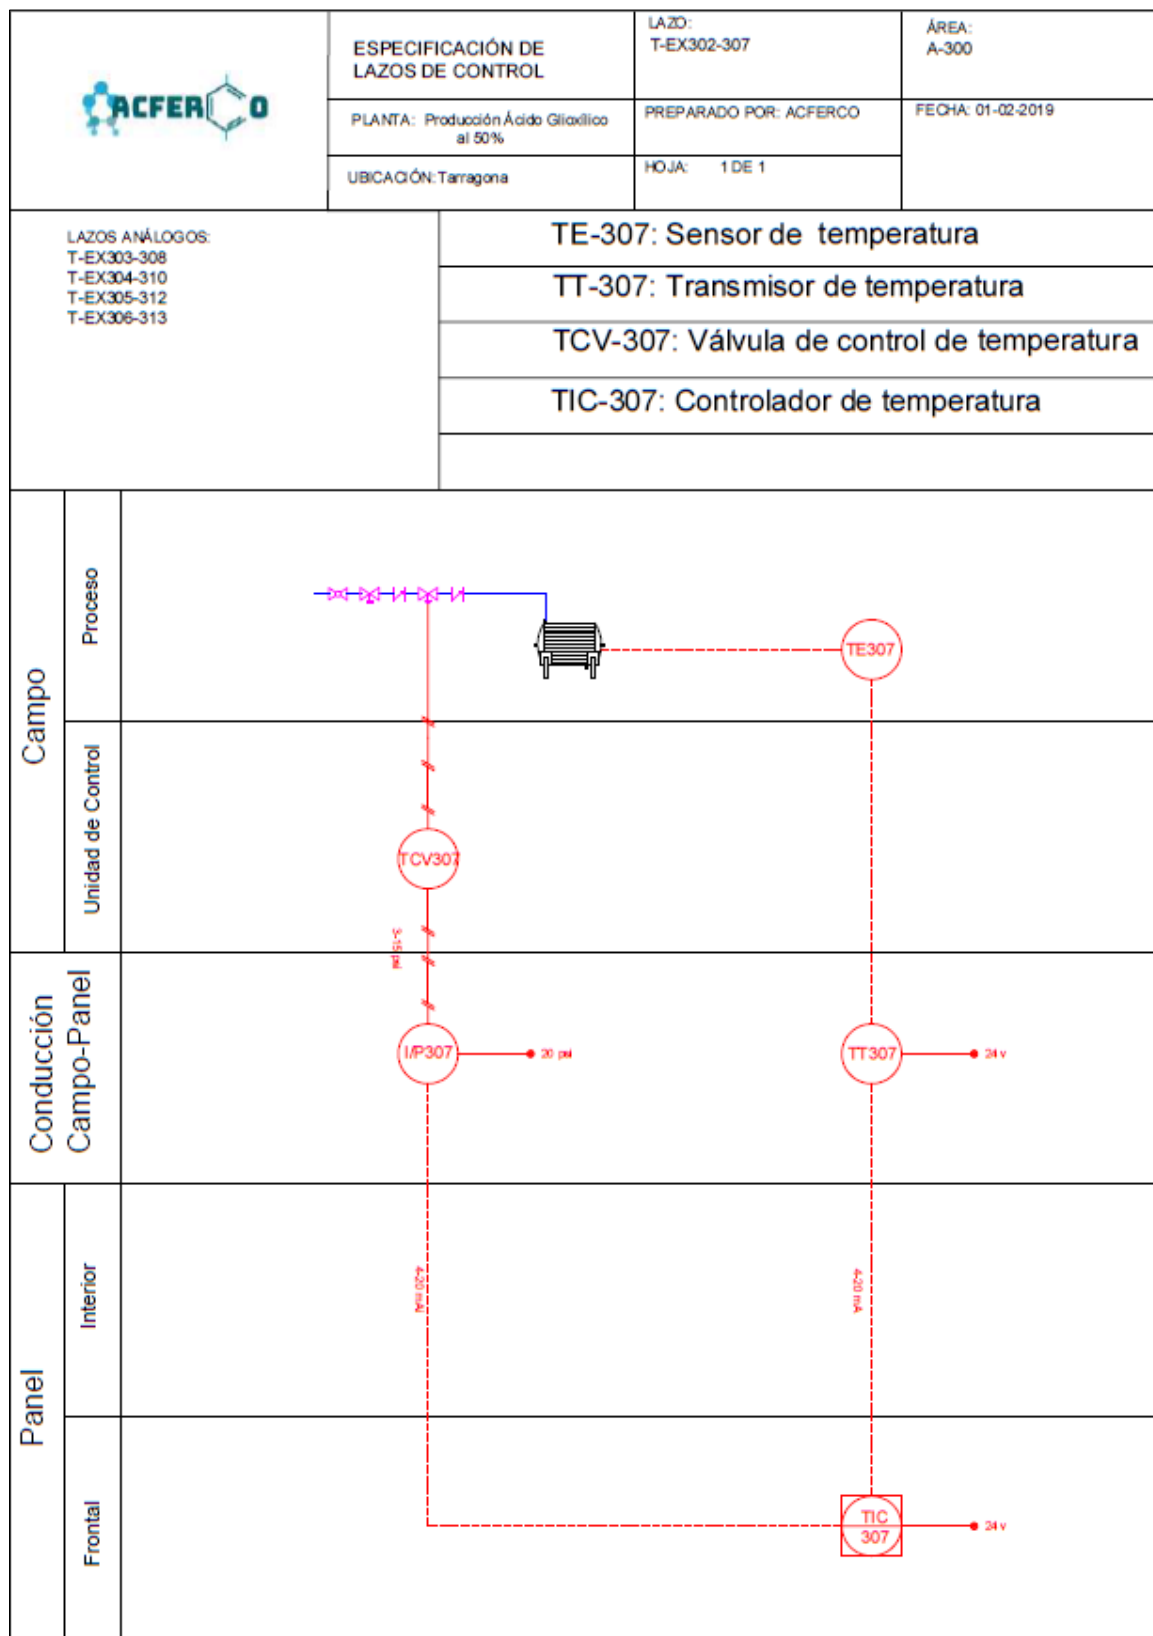 ACFERCO
ESPECIFICACIÓN DE
LAZOS DE CONTROL
LAZO:
T-EX302-307
ÁREA:
A-300
PLANTA: Producción Ácido Glioxílico
al 50%
PREPARADO POR: ACFERCO
FECHA: 01-02-2019
UBICACIÓN: Tarragona
HOJA: 1 DE 1
LAZOS ANÁLOGOS:
T-EX303-308
T-EX304-310
T-EX305-312
T-EX306-313
TE-307: Sensor de temperatura
TT-307: Transmisor de temperatura
TCV-307: Válvula de control de temperatura
TIC-307: Controlador de temperatura
Campo
Proceso
TE307
Unidad de Control
TCV307
3-15 psi
Conducción
Campo-Panel
I/P307
20 psi
TT307
24 v
Panel
Interior
4-20 mA
4-20 mA
Frontal
TIC
307
24 v